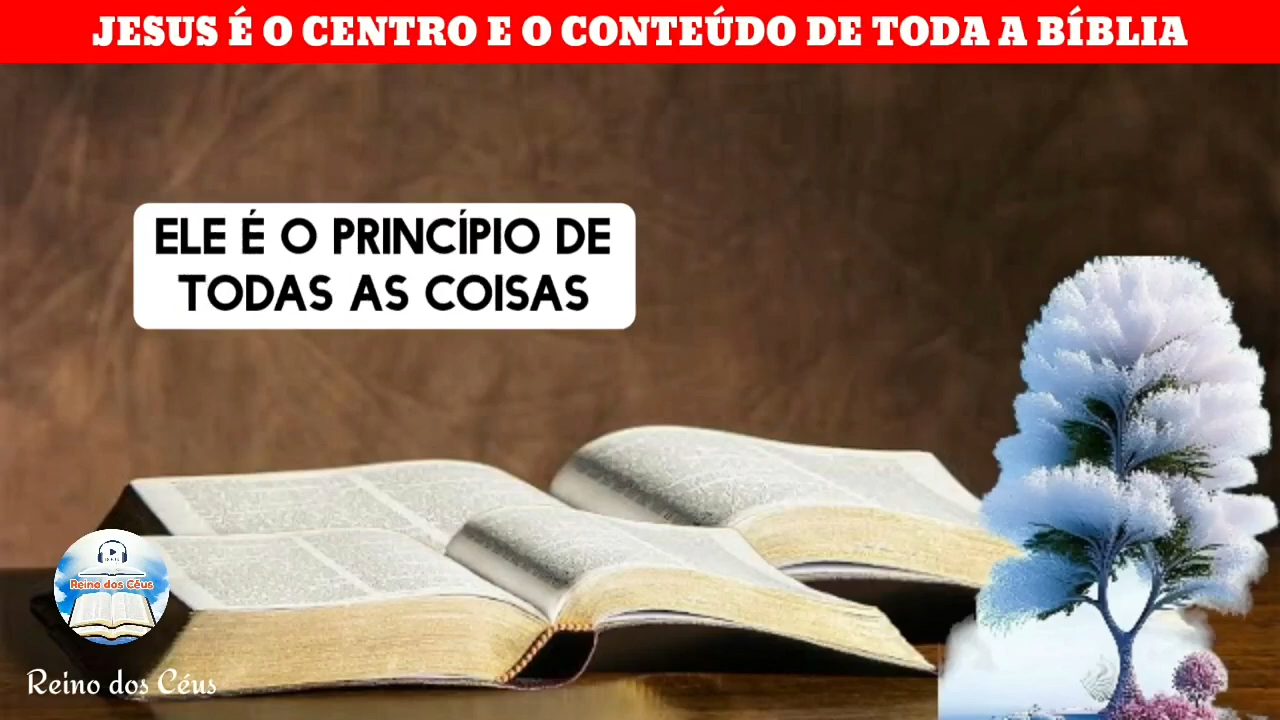 JESUS É O CENTRO E O CONTEÚDO DE TODA A BÍBLIA
ELE É O PRINCÍPIO DE
TODAS AS COISAS
Reino dos Céus
Reino dos Céus